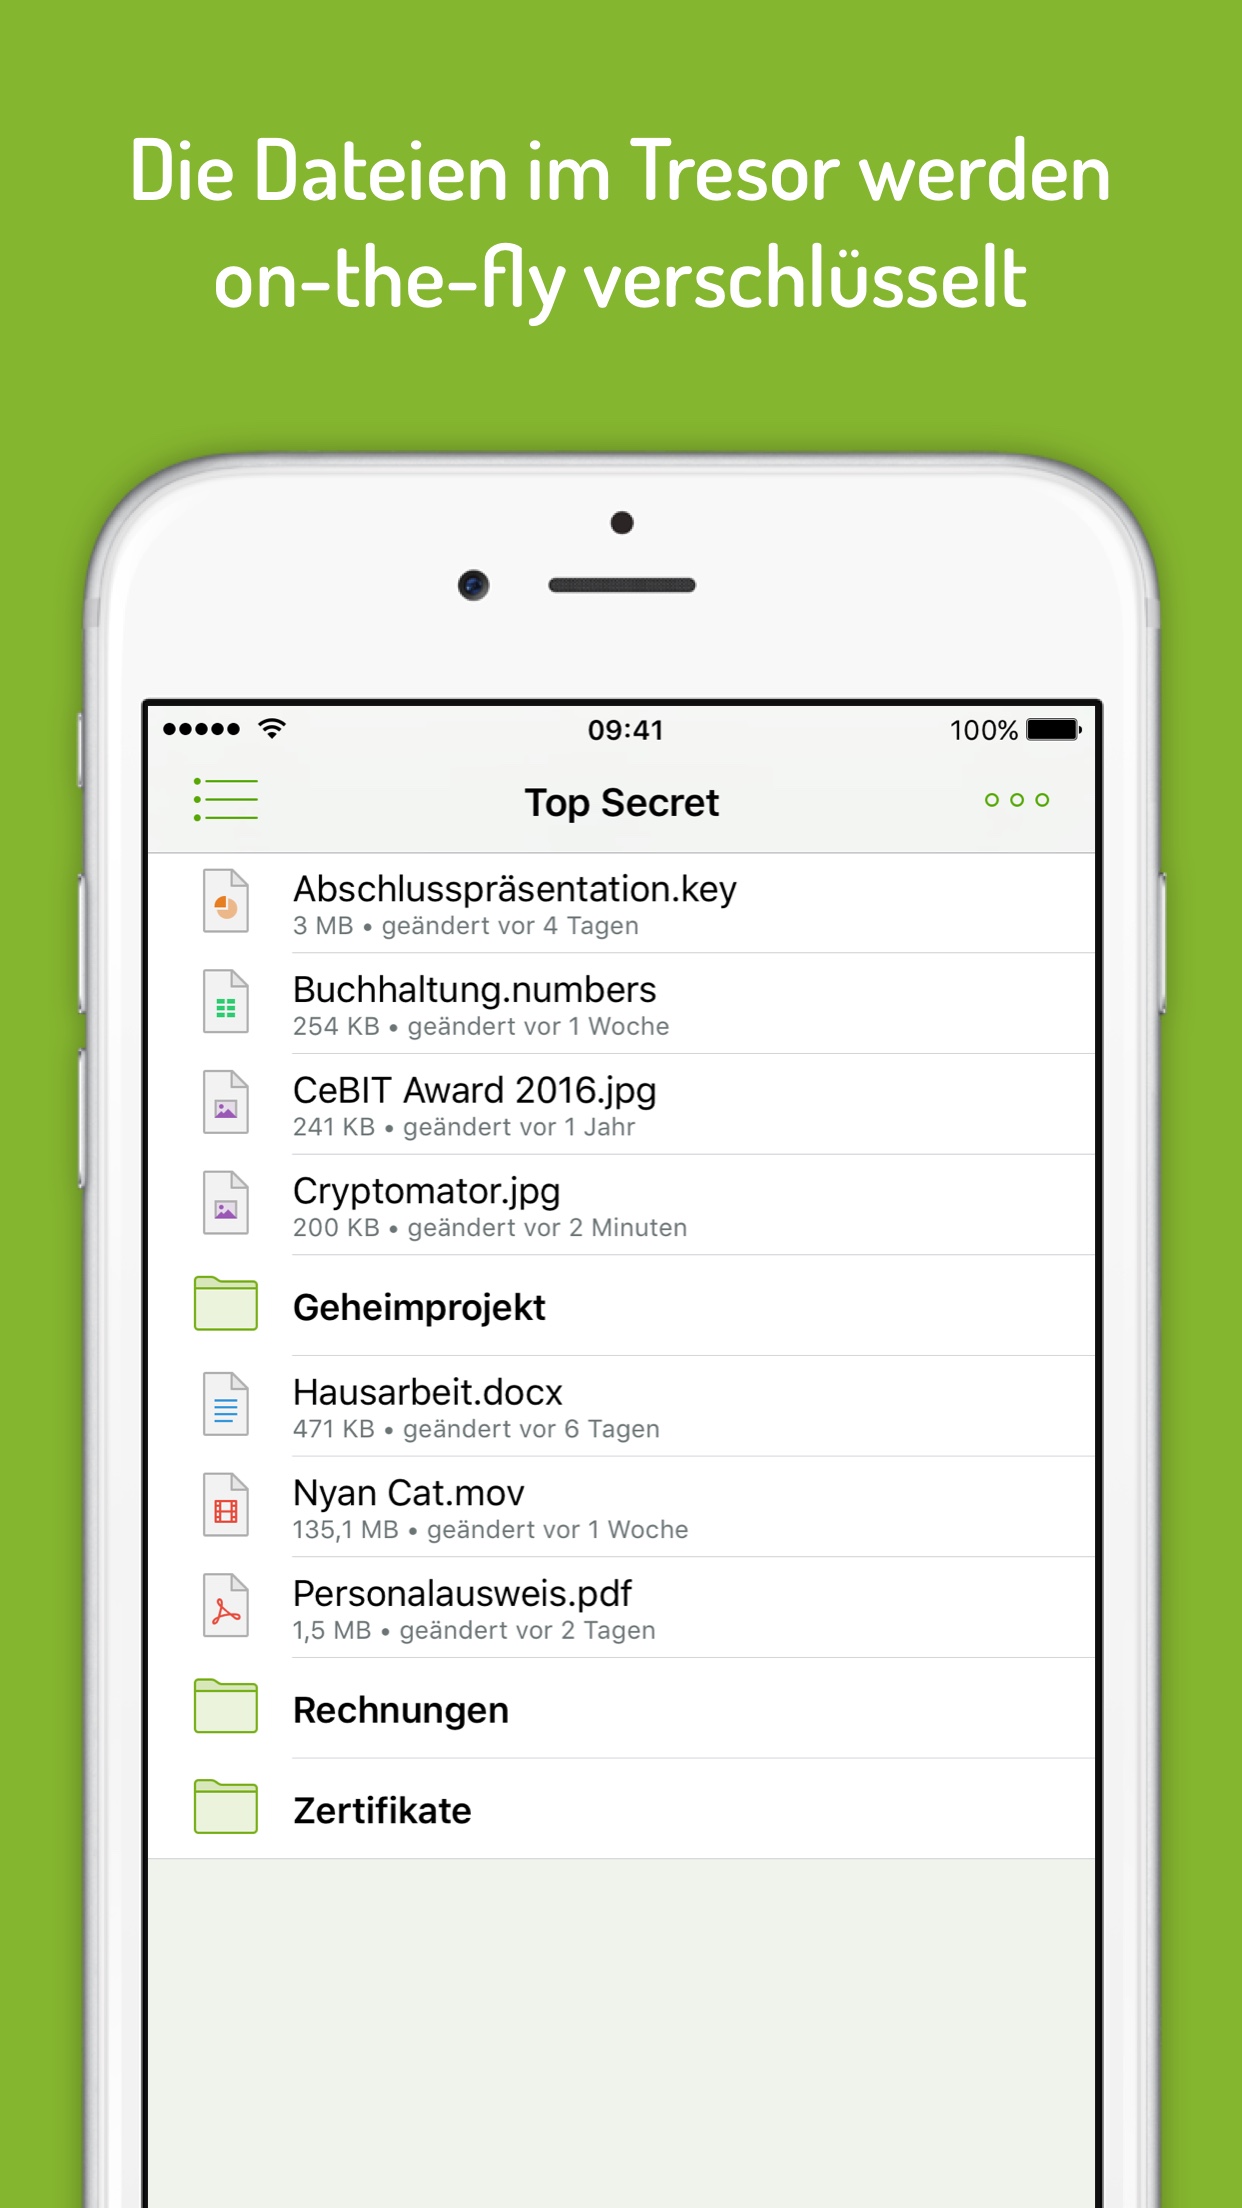 Die Dateien im Tresor werden
on-the-fly verschlüsselt
09:41
100%
Top Secret
Abschlusspräsentation.key
3 MB • geändert vor 4 Tagen
Buchhaltung.numbers
254 KB • geändert vor 1 Woche
CeBIT Award 2016.jpg
241 KB • geändert vor 1 Jahr
Cryptomator.jpg
200 KB • geändert vor 2 Minuten
Geheimprojekt
Hausarbeit.docx
471 KB • geändert vor 6 Tagen
Nyan Cat.mov
135,1 MB • geändert vor 1 Woche
Personalausweis.pdf
1,5 MB • geändert vor 2 Tagen
Rechnungen
Zertifikate